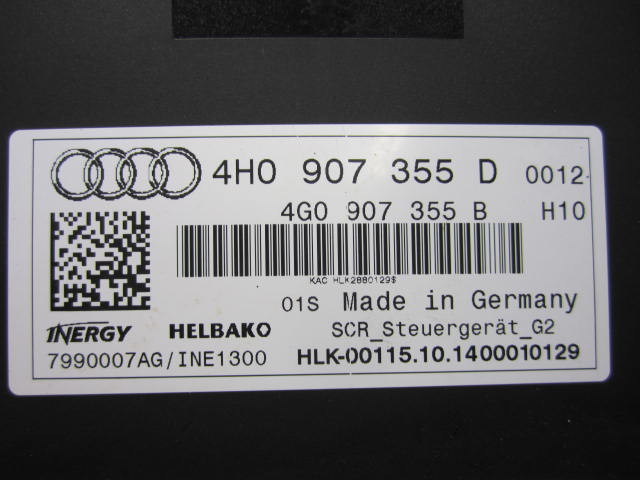 4H0 907 355 D 0012
4G0 907 355 B H10
KAC HLK2880129$
01S Made in Germany
INERGY HELBAKO SCR_Steuergerät_G2
7990007AG/INE1300 HLK-00115.10.1400010129